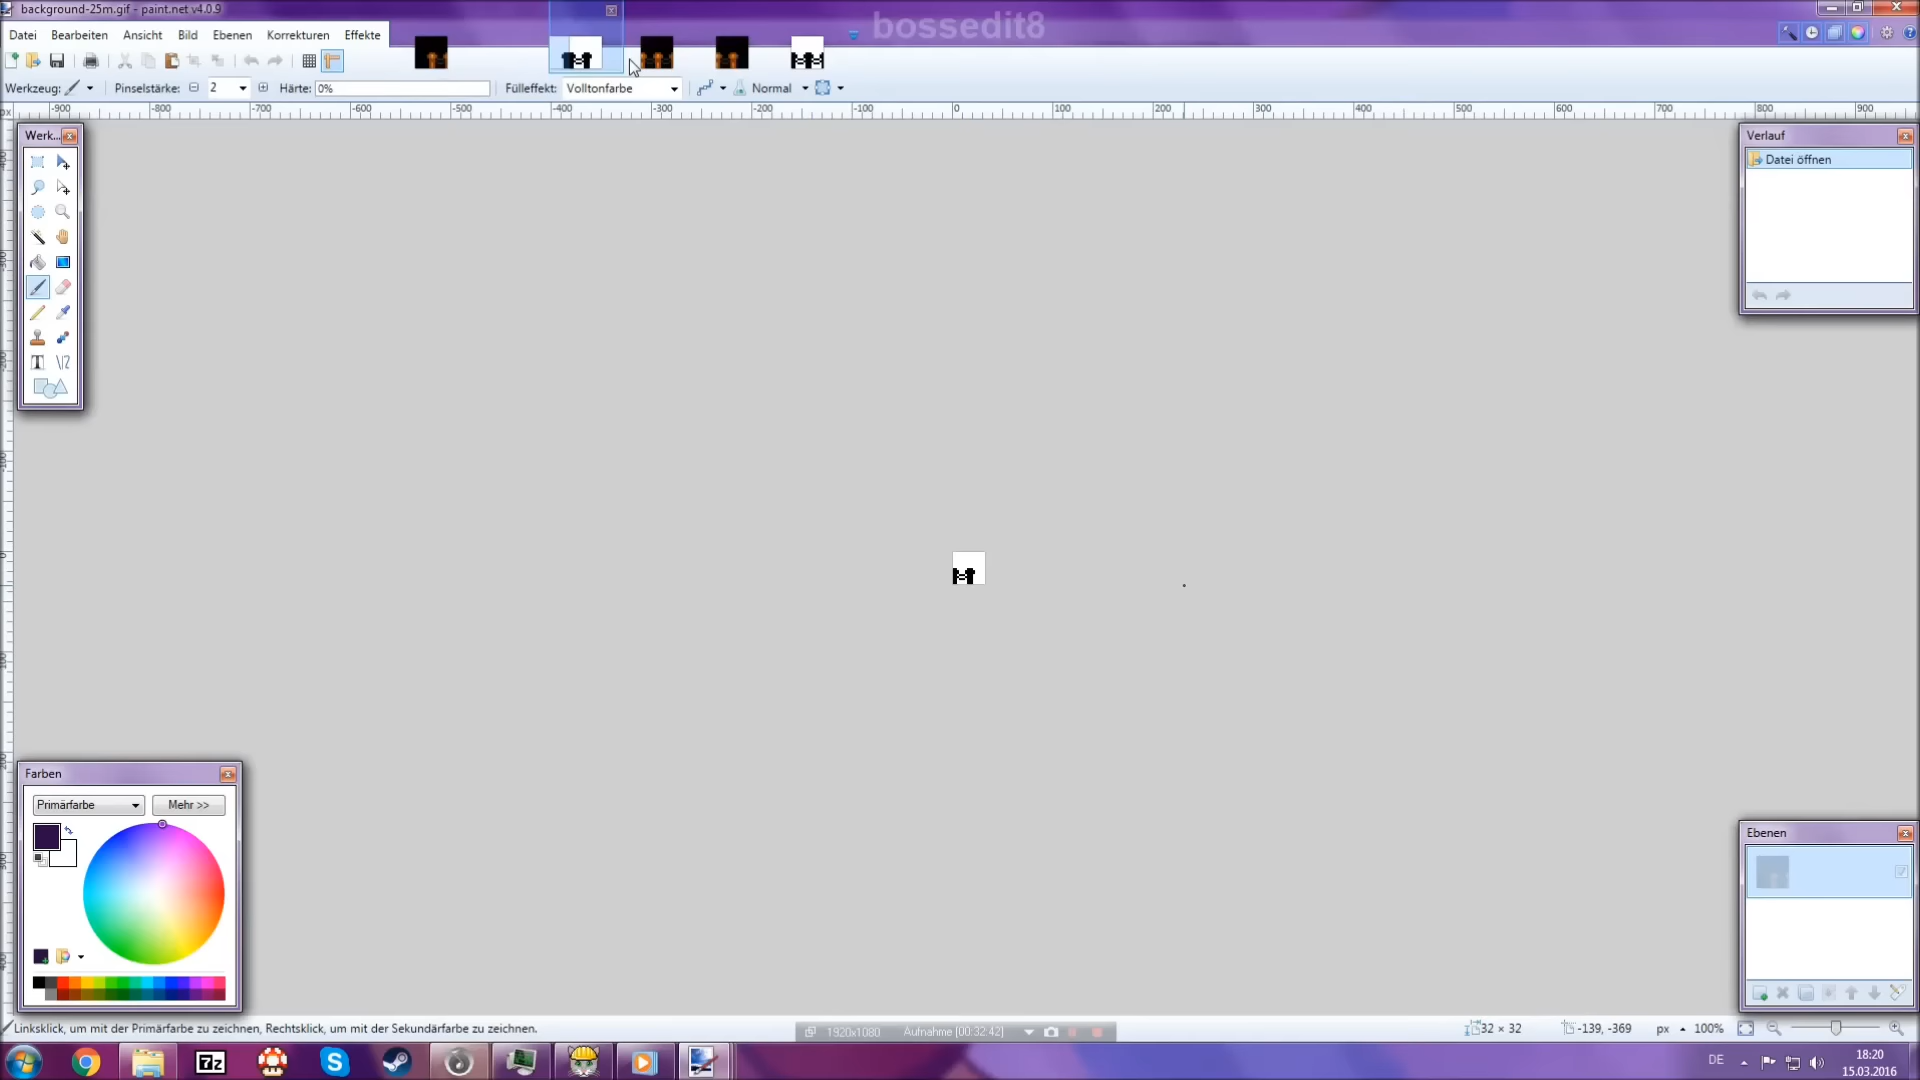 background-25m.gif - paint.net v4.0.9
bossedit8
Datei Bearbeiten Ansicht Bild Ebenen Korrekturen Effekte
Werkzeug: Pinselstärke: 2 Härte: 0% Fülleffekt: Volltonfarbe Normal
px -900 -800 -700 -600 -500 -400 -300 -200 -100 0 100 200 300 400 500 600 700 800 900
Werk...
Verlauf
Datei öffnen
Farben
Primärfarbe Mehr >>
Ebenen
Linksklick, um mit der Primärfarbe zu zeichnen, Rechtsklick, um mit der Sekundärfarbe zu zeichnen.
1920x1080 Aufnahme [00:32:42]
32 × 32 -139, -369 px 100%
7z
DE 18:20
15.03.2016